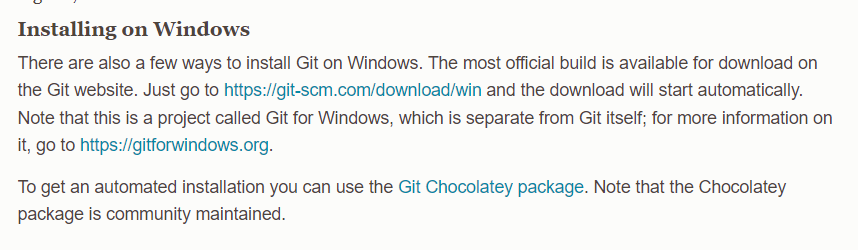 Installing on Windows
There are also a few ways to install Git on Windows. The most official build is available for download on
the Git website. Just go to https://git-scm.com/download/win and the download will start automatically.
Note that this is a project called Git for Windows, which is separate from Git itself; for more information on
it, go to https://gitforwindows.org.
To get an automated installation you can use the Git Chocolatey package. Note that the Chocolatey
package is community maintained.